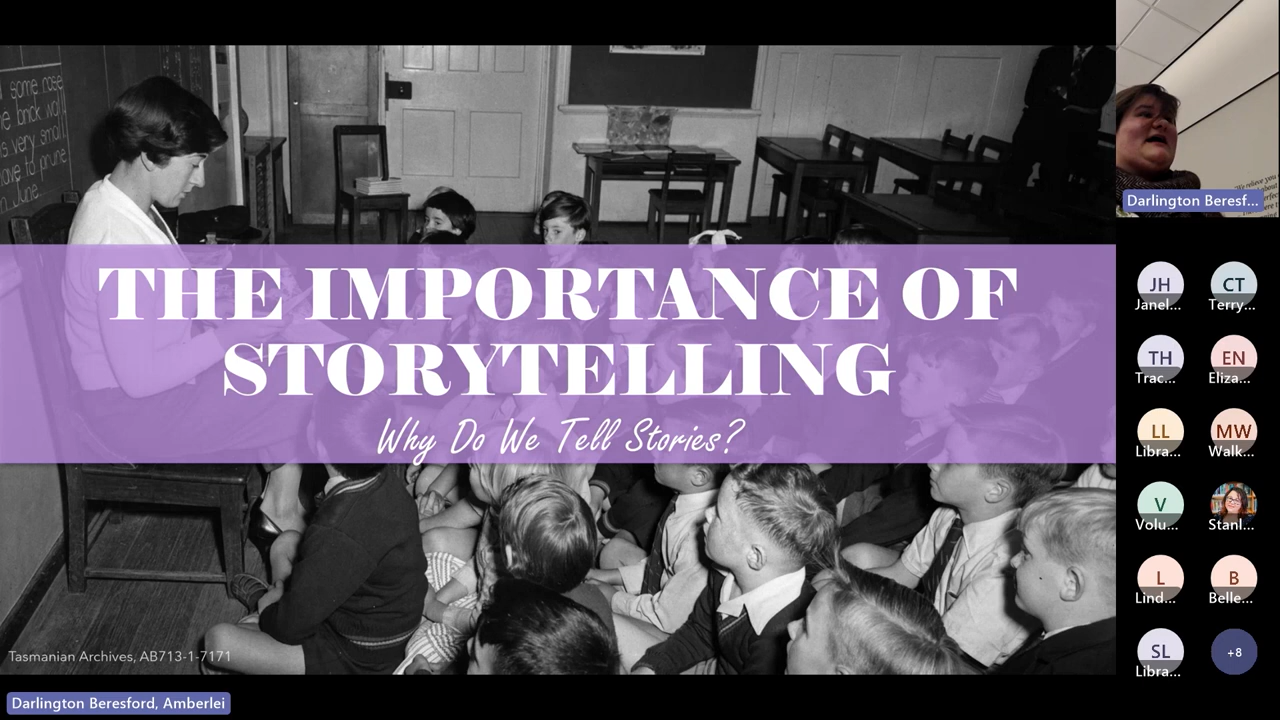 some rose
brick wall
is very small
have to prune
June
THE IMPORTANCE OF
STORYTELLING
Why Do We Tell Stories?
Tasmanian Archives, AB713-1-7171
Darlington Beresford, Amberlei
Darlington Beresf...
JH
Janel...
CT
Terry...
TH
Trac...
EN
Eliza...
LL
Libra...
MW
Walk...
V
Volu...
Stanl...
L
Lind...
B
Belle...
SL
Libra...
+8